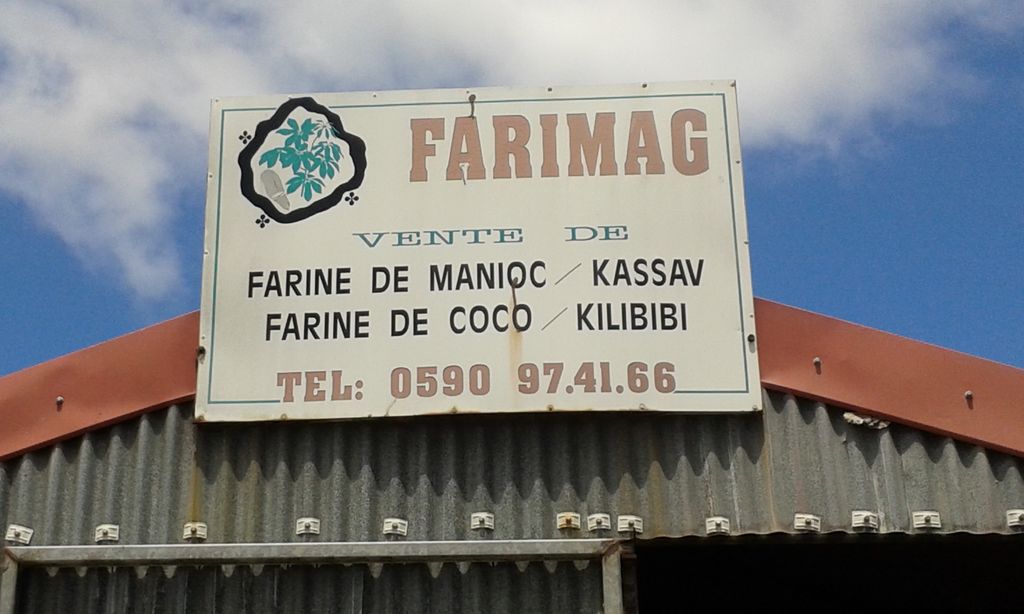 FARIMAG
VENTE DE
FARINE DE MANIOC / KASSAV
FARINE DE COCO / KILIBIBI
TEL: 0590 97.41.66